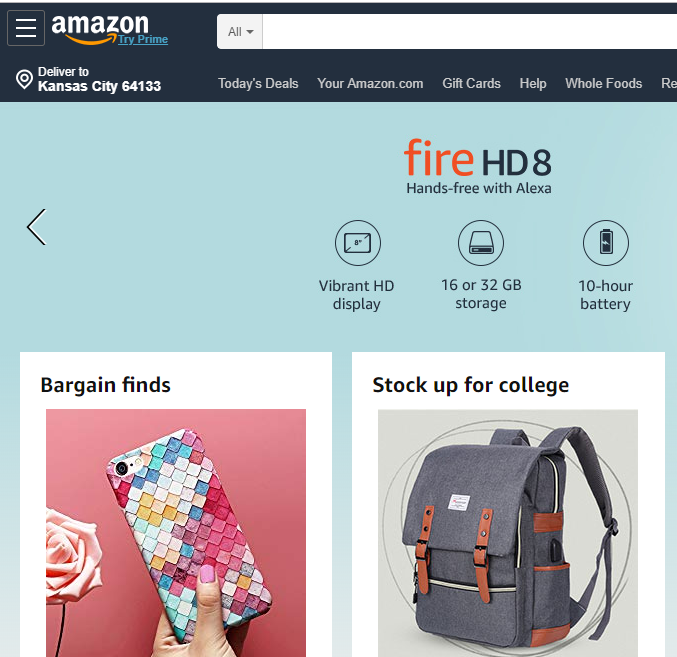 amazon
Try Prime
All
Deliver to
Kansas City 64133
Today's Deals Your Amazon.com Gift Cards Help Whole Foods Re
fire HD 8
Hands-free with Alexa
8"
Vibrant HD display
16 or 32 GB storage
10-hour battery
Bargain finds
Stock up for college